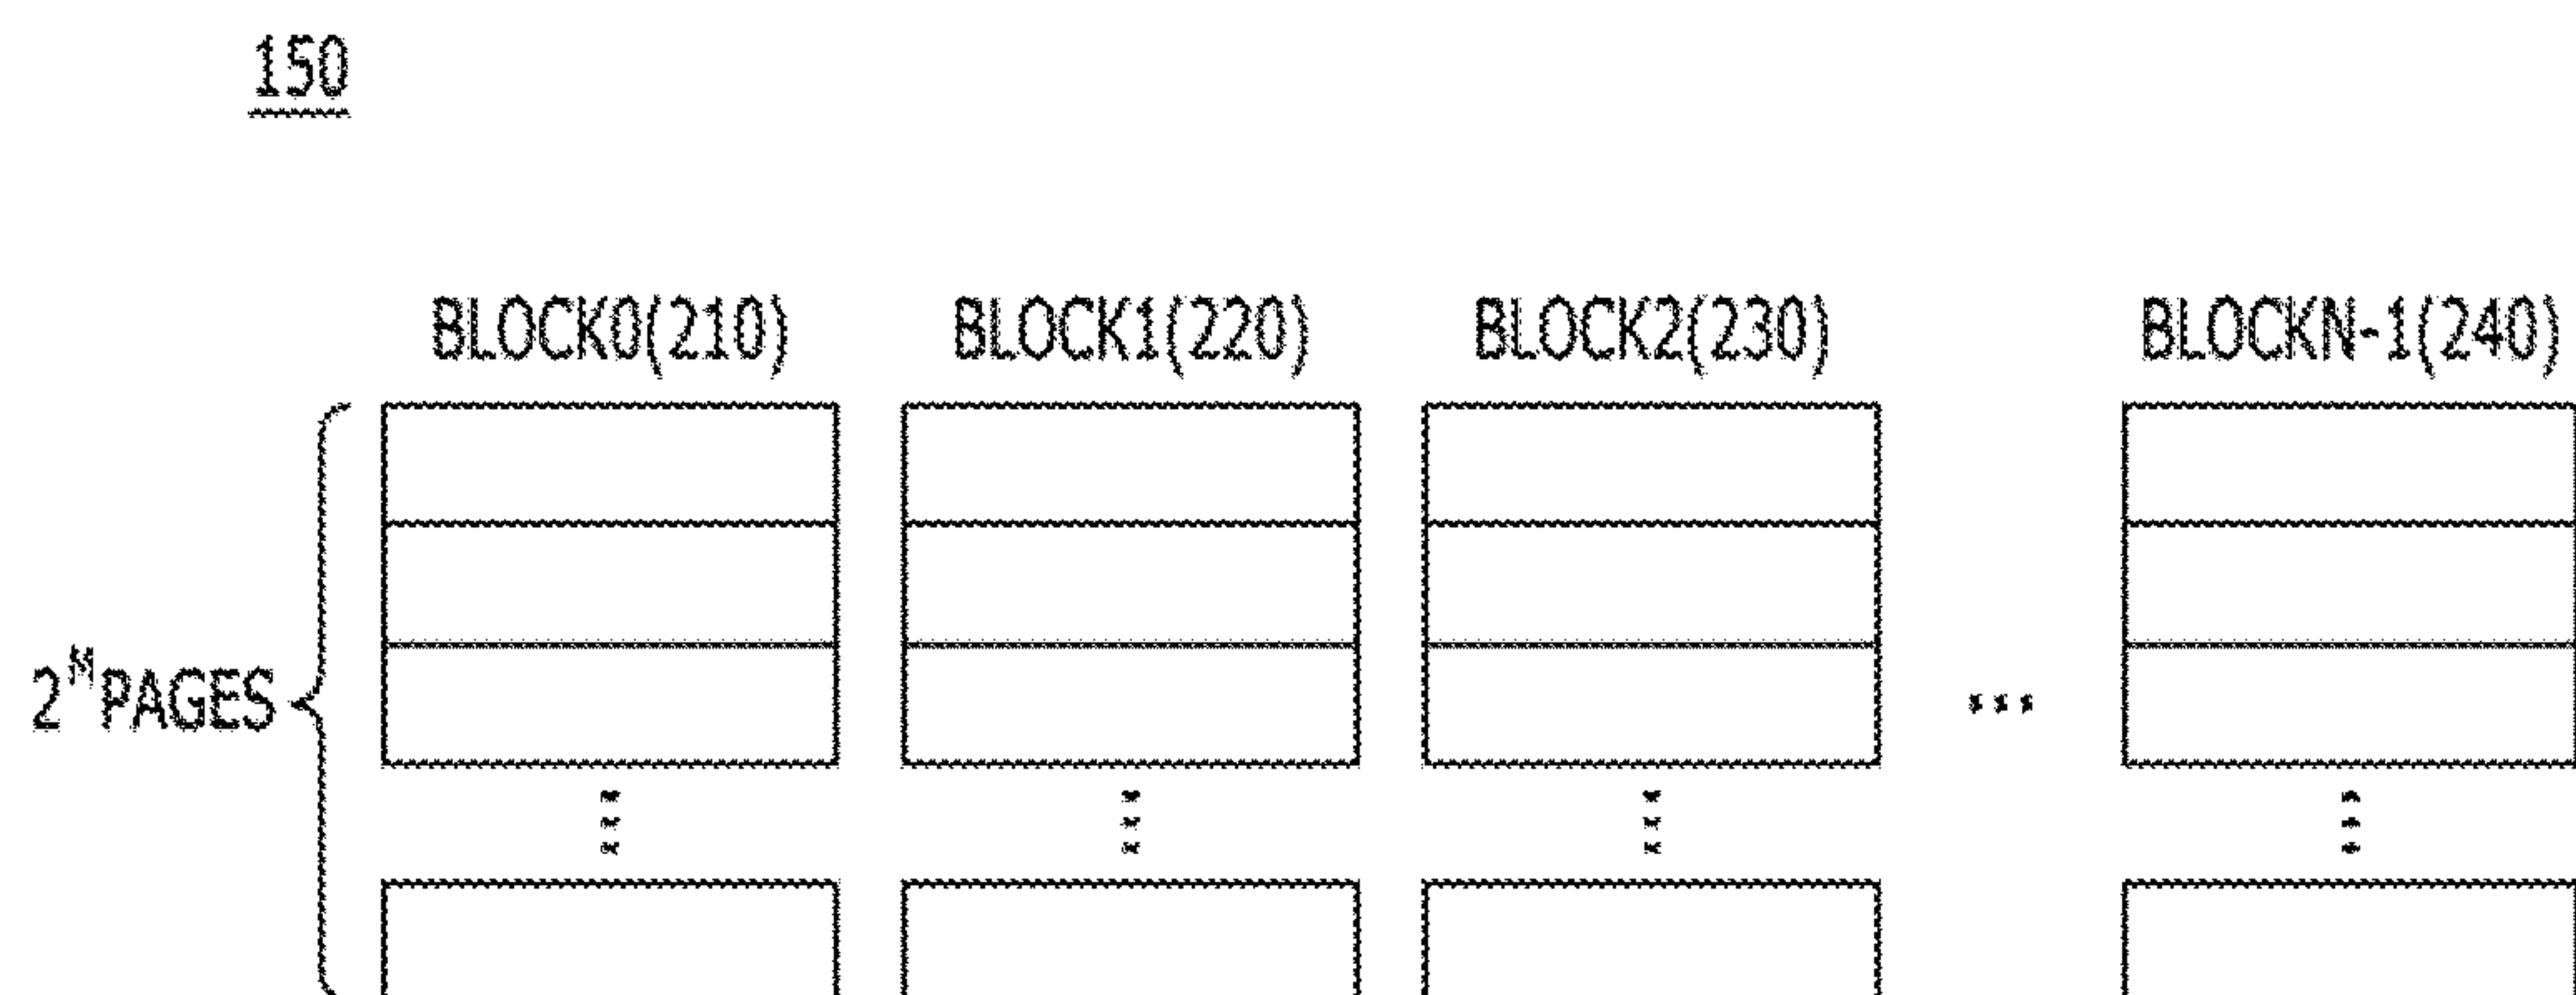 150
BLOCK0(210) BLOCK1(220) BLOCK2(230) BLOCKN-1(240)
2^M PAGES
...